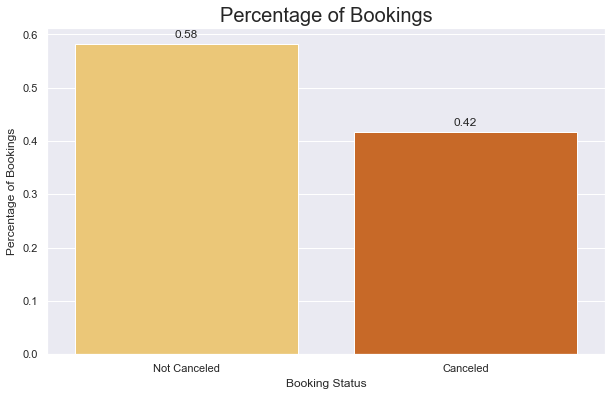 Percentage of Bookings
0.58
0.42
Percentage of Bookings
0.6
0.5
0.4
0.3
0.2
0.1
0.0
Not Canceled
Canceled
Booking Status